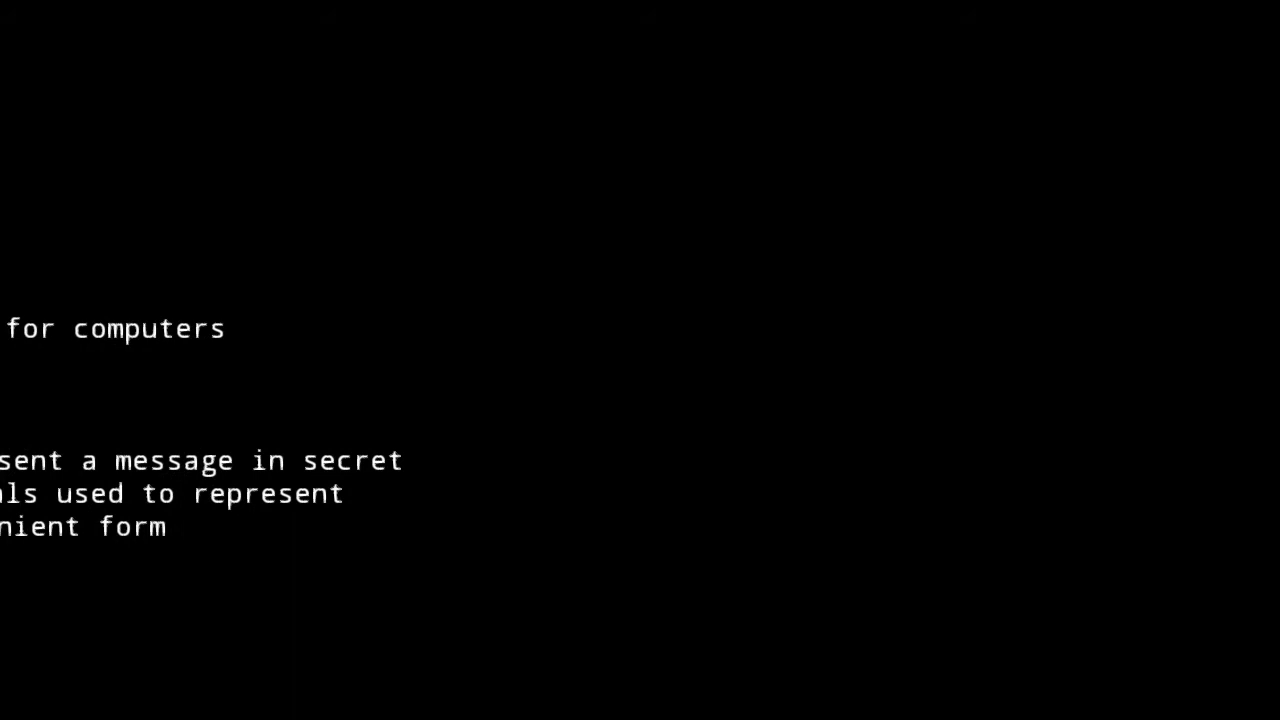 for computers
sent a message in secret
ls used to represent
nient form